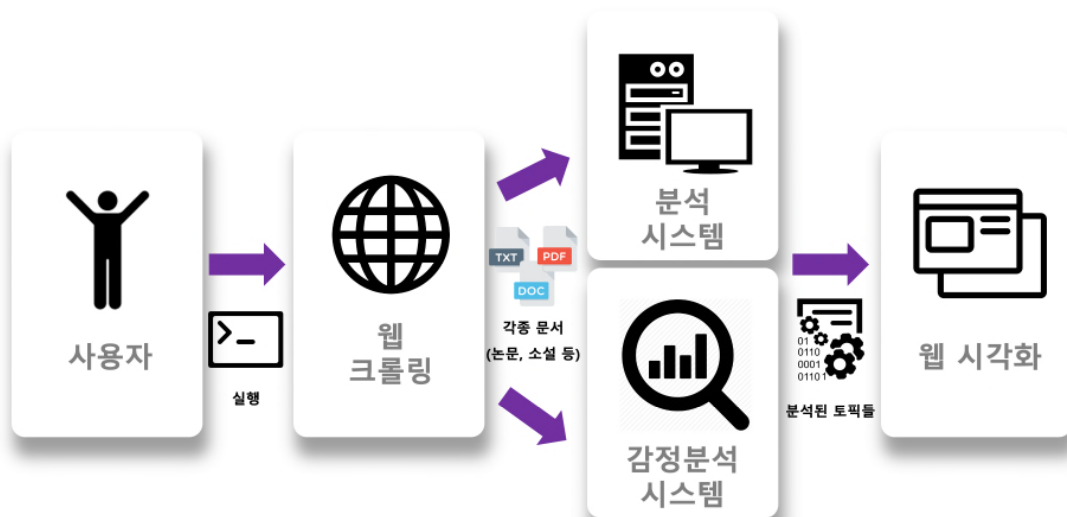 사용자
>_
실행
웹
크롤링
TXT
PDF
DOC
각종 문서
(논문, 소설 등)
분석
시스템
감정분석
시스템
01
0110
0001
01101
분석된 토픽들
웹 시각화